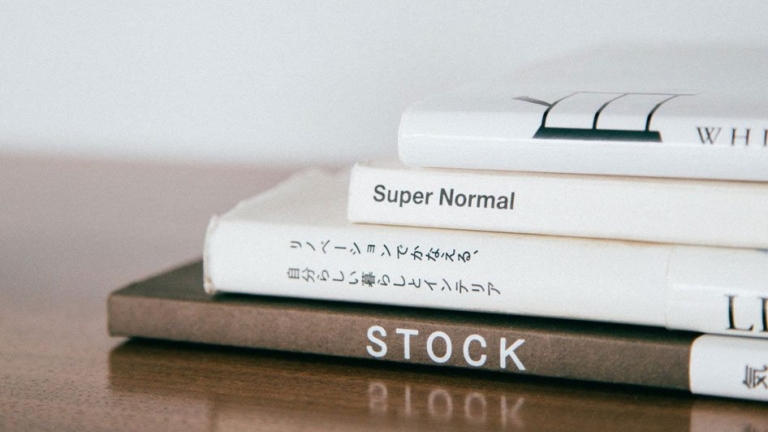 WHI
Super Normal
リノベーションでかなえる、
自分らしい暮らしとインテリア
LI
STOCK
気